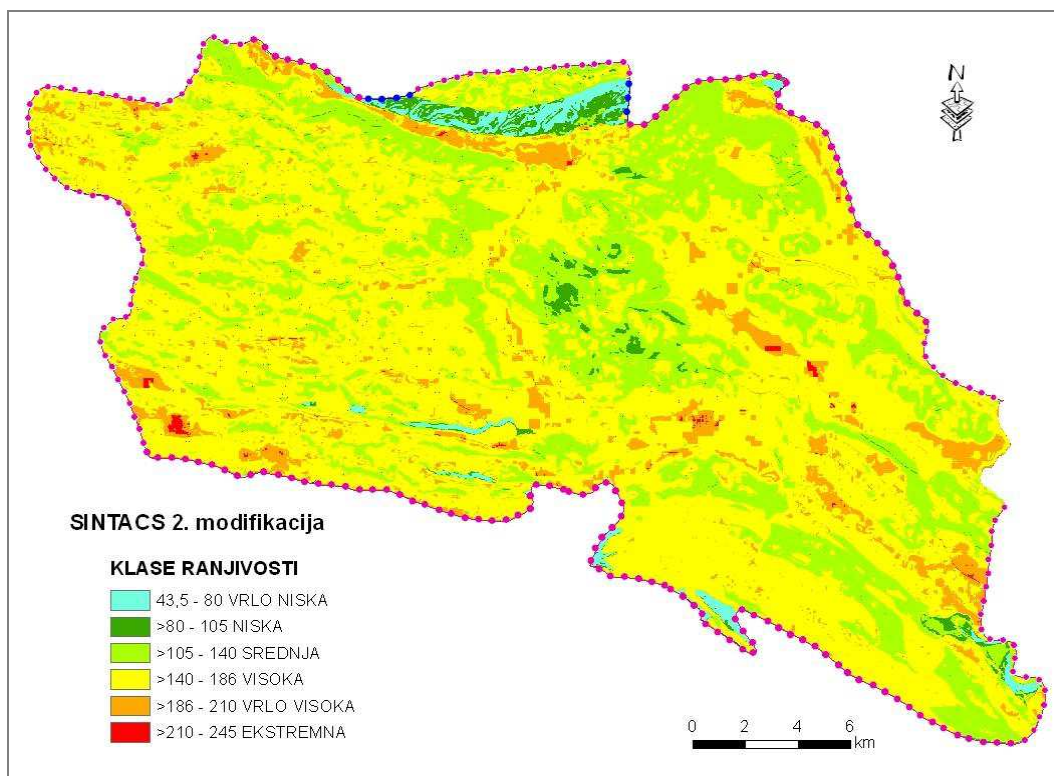 N
SINTACS 2. modifikacija
KLASE RANJIVOSTI
43,5 - 80 VRLO NISKA
>80 - 105 NISKA
>105 - 140 SREDNJA
>140 - 186 VISOKA
>186 - 210 VRLO VISOKA
>210 - 245 EKSTREMNA
0 2 4 6
km